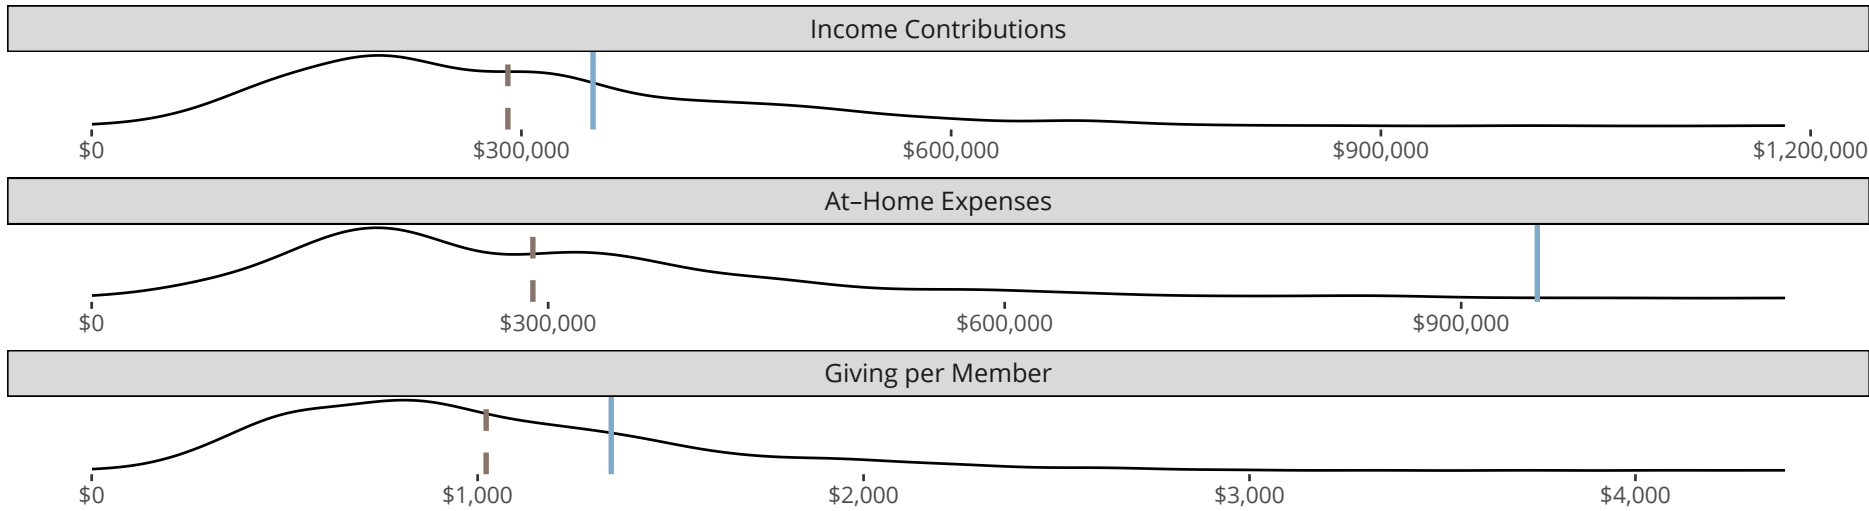 Income Contributions
$0 $300,000 $600,000 $900,000 $1,200,000
At–Home Expenses
$0 $300,000 $600,000 $900,000
Giving per Member
$0 $1,000 $2,000 $3,000 $4,000